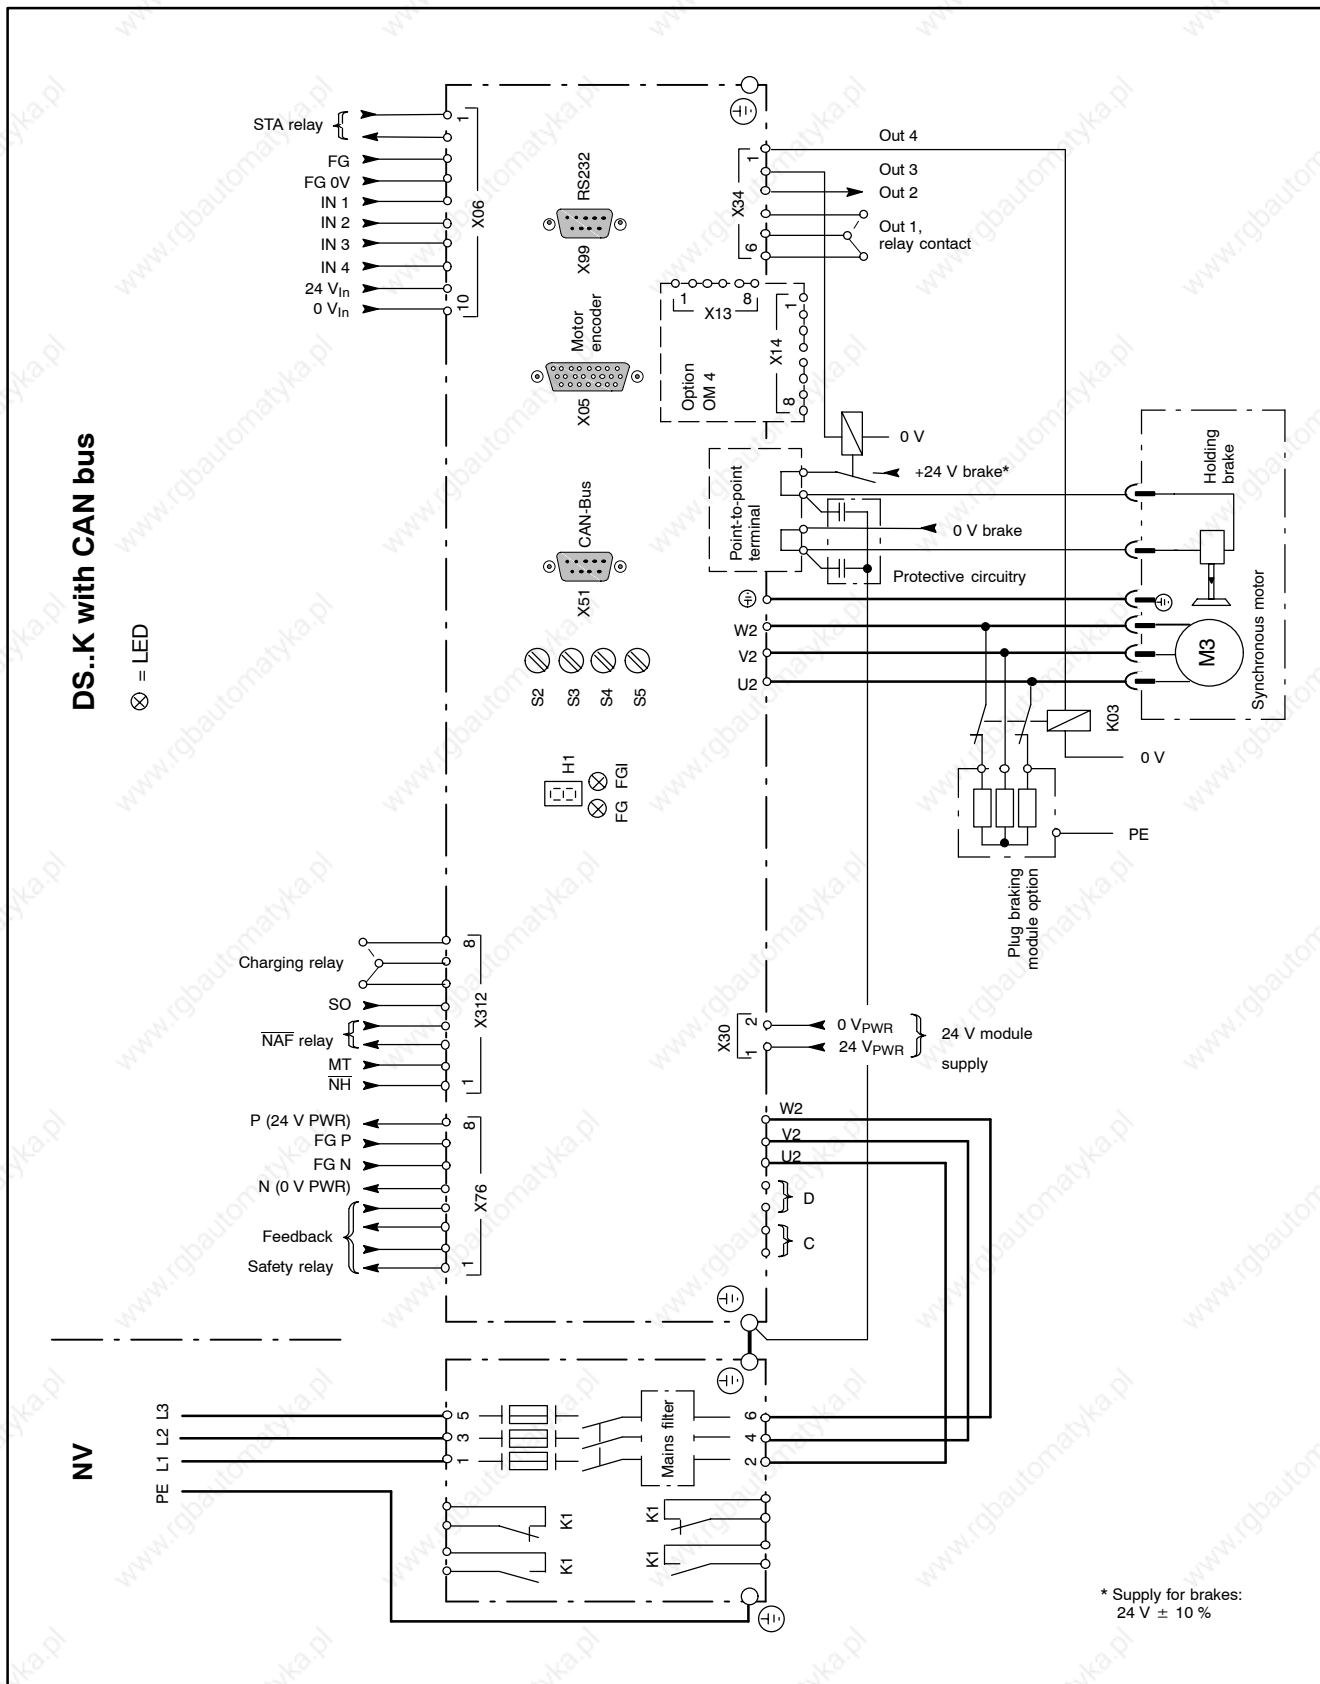 DS..K with CAN bus
= LED
STA relay
FG
FG 0V
IN 1
IN 2
IN 3
IN 4
24 VIn
0 VIn
1
X06
10
RS232
X99
Motor
encoder
X05
CAN-Bus
X51
S2
S3
S4
S5
H1
FG FGI
1
X34
6
Out 4
Out 3
Out 2
Out 1,
relay contact
1
8
X13
1
X14
8
Option
OM 4
0 V
+24 V brake*
Point-to-point
terminal
0 V brake
Protective circuitry
W2
V2
U2
Holding
brake
M3
Synchronous motor
K03
0 V
PE
Plug braking
module option
Charging relay
SO
NAF relay
MT
NH
8
X312
1
X30
2
1
0 VPWR
24 VPWR
24 V module
supply
P (24 V PWR)
FG P
FG N
N (0 V PWR)
Feedback
Safety relay
8
X76
1
W2
V2
U2
D
C
NV
L3
L2
L1
PE
5
3
1
Mains filter
6
4
2
K1
K1
K1
K1
* Supply for brakes:
24 V ± 10 %
www.rgbautomatyka.pl